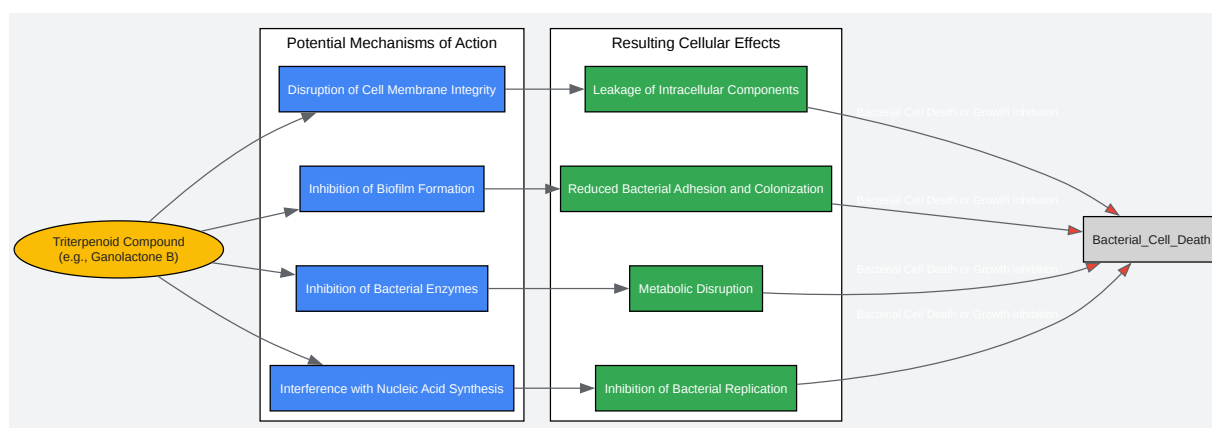 Potential Mechanisms of Action
Resulting Cellular Effects
Disruption of Cell Membrane Integrity
Leakage of Intracellular Components
Bacterial Cell Death or Growth Inhibition
Inhibition of Biofilm Formation
Reduced Bacterial Adhesion and Colonization
Bacterial Cell Death or Growth Inhibition
Triterpenoid Compound
(e.g., Ganolactone B)
Bacterial_Cell_Death
Inhibition of Bacterial Enzymes
Metabolic Disruption
Bacterial Cell Death or Growth Inhibition
Bacterial Cell Death or Growth Inhibition
Interference with Nucleic Acid Synthesis
Inhibition of Bacterial Replication